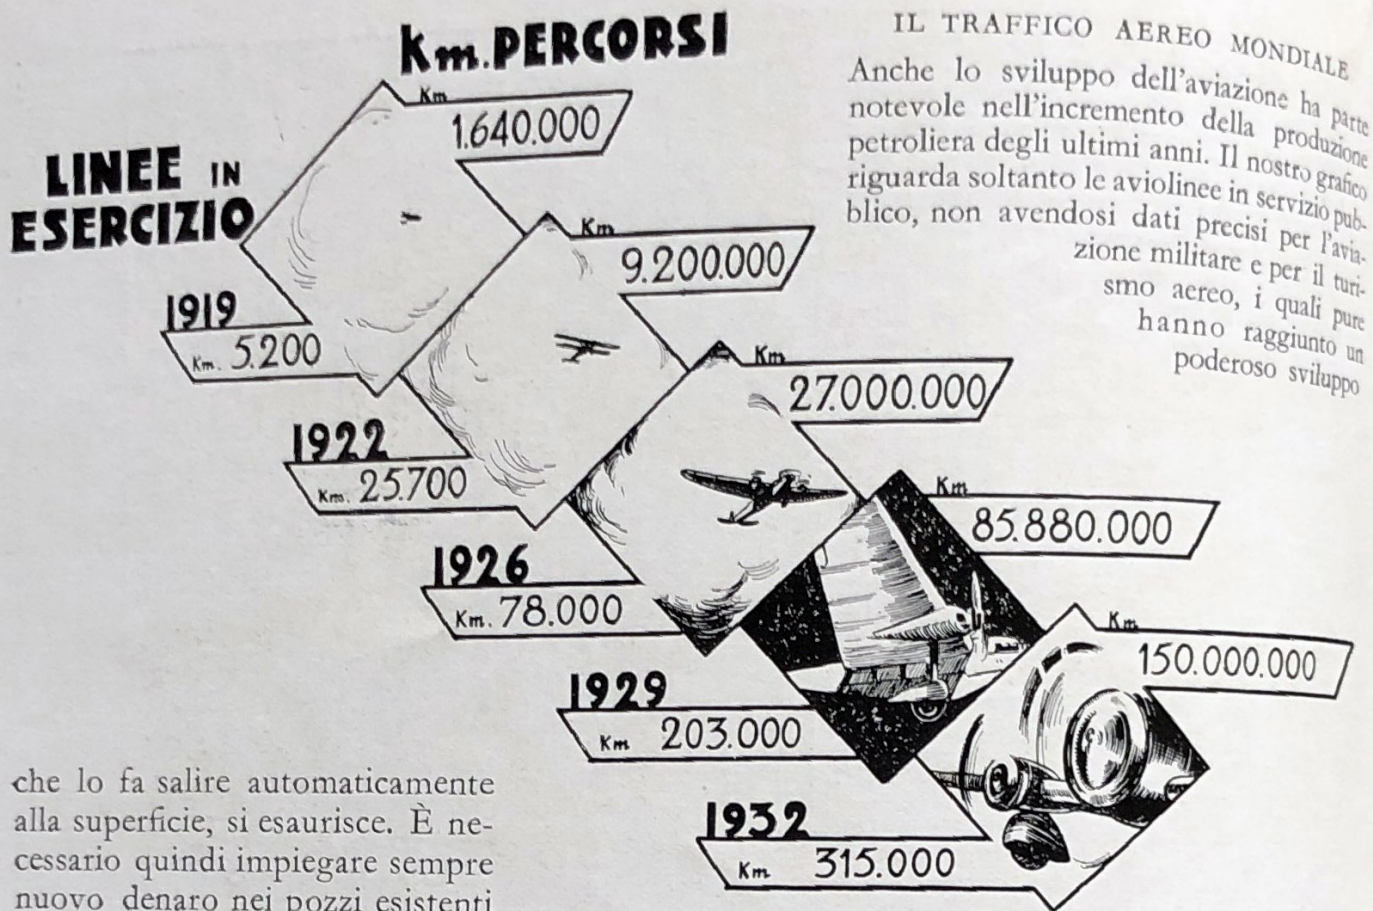 Km. PERCORSI
LINEE IN
ESERCIZIO
Km
1.640.000
1919
Km. 5.200
Km
9.200.000
1922
Km. 25.700
Km
27.000.000
1926
Km. 78.000
Km
85.880.000
1929
Km 203.000
Km
150.000.000
1932
Km 315.000
IL TRAFFICO AEREO MONDIALE
Anche lo sviluppo dell'aviazione ha parte
notevole nell'incremento della produzione
petroliera degli ultimi anni. Il nostro grafico
riguarda soltanto le aviolinee in servizio pub-
blico, non avendosi dati precisi per l'avia-
zione militare e per il turi-
smo aereo, i quali pure
hanno raggiunto un
poderoso sviluppo
che lo fa salire automaticamente
alla superficie, si esaurisce. È ne-
cessario quindi impiegare sempre
nuovo denaro nei pozzi esistenti